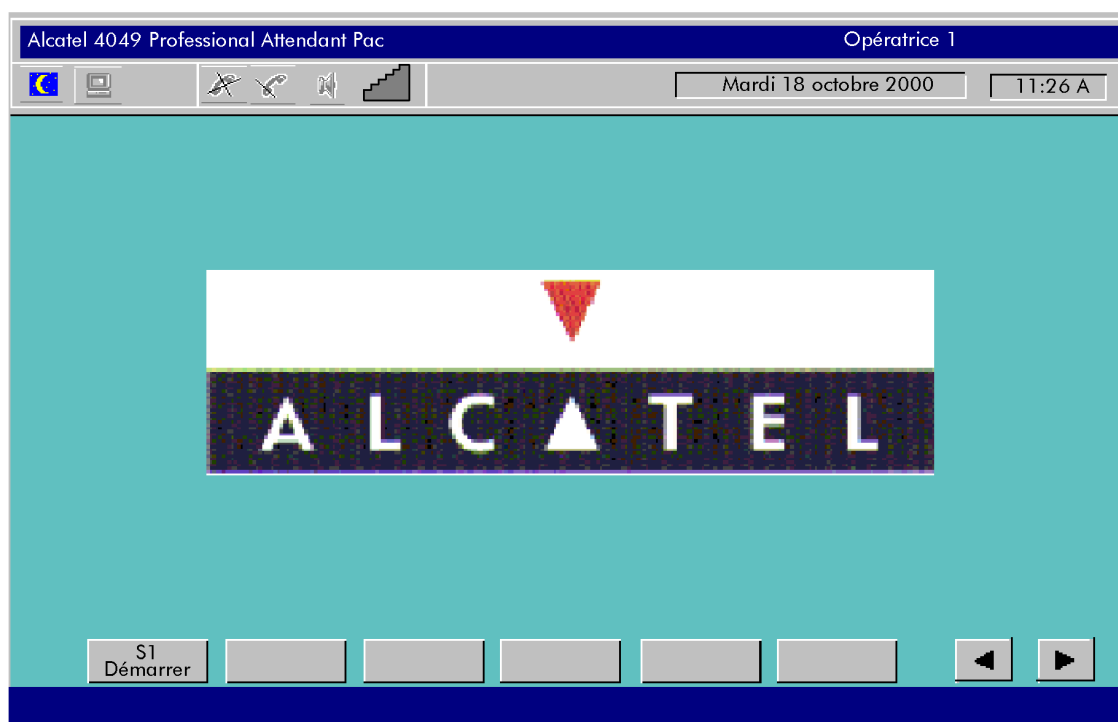 Alcatel 4049 Professional Attendant Pac
Opératrice 1
Mardi 18 octobre 2000
11:26 A
ALCATEL
S1
Démarrer